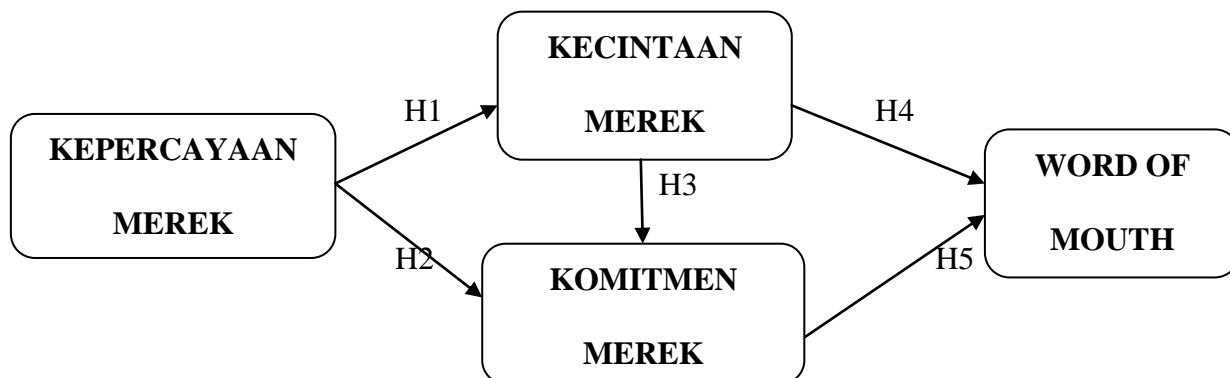 KECINTAAN
MEREK
H1
H4
KEPERCAYAAN
MEREK
WORD OF
MOUTH
H3
H2
H5
KOMITMEN
MEREK